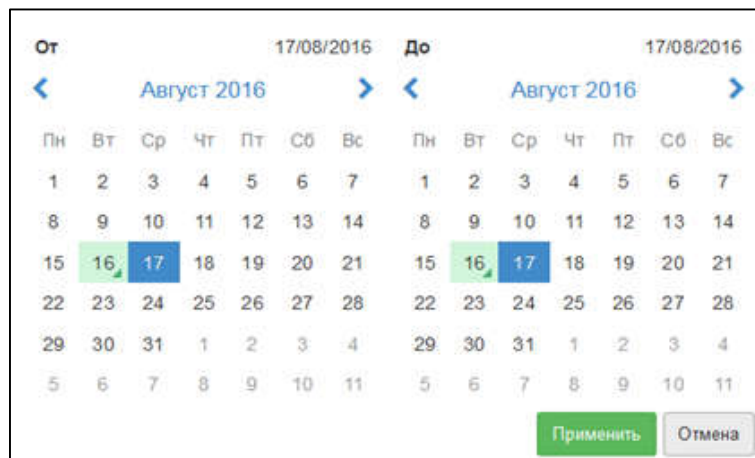 От 17/08/2016 До 17/08/2016
Август 2016 Август 2016
Пн Вт Ср Чт Пт Сб Вс Пн Вт Ср Чт Пт Сб Вс
1 2 3 4 5 6 7 1 2 3 4 5 6 7
8 9 10 11 12 13 14 8 9 10 11 12 13 14
15 16 17 18 19 20 21 15 16 17 18 19 20 21
22 23 24 25 26 27 28 22 23 24 25 26 27 28
29 30 31 1 2 3 4 29 30 31 1 2 3 4
5 6 7 8 9 10 11 5 6 7 8 9 10 11
Применить Отмена